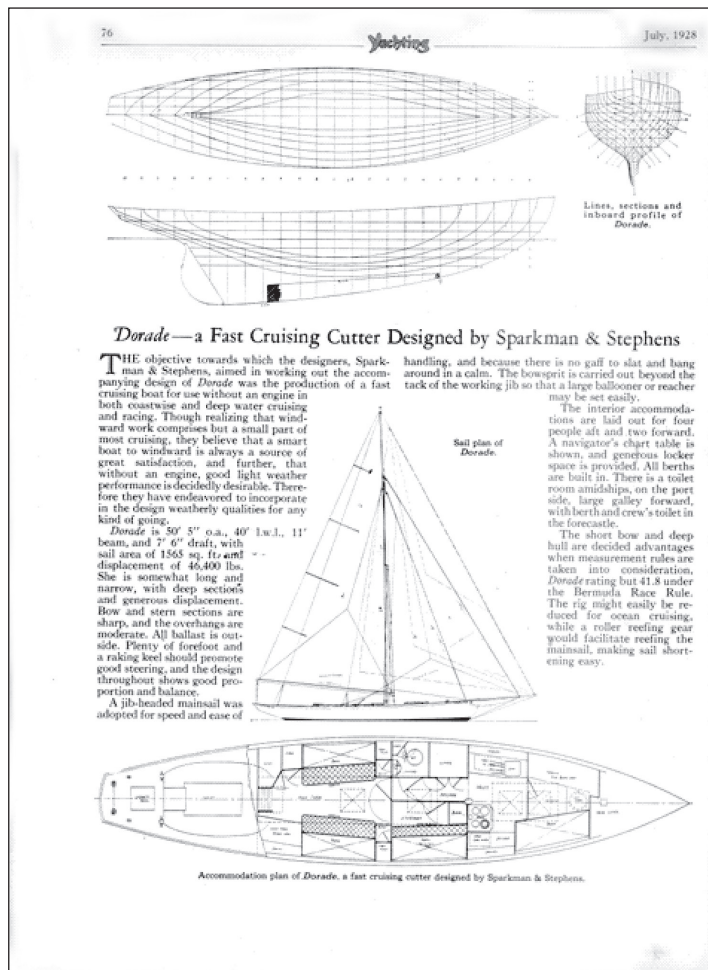 76
Yachting
July, 1928
Lines, sections and
inboard profile of
Dorade.
Dorade—a Fast Cruising Cutter Designed by Sparkman & Stephens
THE objective towards which the designers, Spark-
man & Stephens, aimed in working out the accom-
panying design of Dorade was the production of a fast
cruising boat for use without an engine in
both coastwise and deep water cruising
and racing. Though realizing that wind-
ward work comprises but a small part of
most cruising, they believe that a smart
boat to windward is always a source of
great satisfaction, and further, that
without an engine, good light weather
performance is decidedly desirable. There-
fore they have endeavored to incorporate
in the design weatherly qualities for any
kind of going.
Dorade is 50' 5" o.a., 40' l.w.l., 11'
beam, and 7' 6" draft, with
sail area of 1565 sq. ft. and
displacement of 46,400 lbs.
She is somewhat long and
narrow, with deep sections
and generous displacement.
Bow and stern sections are
sharp, and the overhangs are
moderate. All ballast is out-
side. Plenty of forefoot and
a raking keel should promote
good steering, and the design
throughout shows good pro-
portion and balance.
A jib-headed mainsail was
adopted for speed and ease of
handling, and because there is no gaff to slat and bang
around in a calm. The bowsprit is carried out beyond the
tack of the working jib so that a large ballooner or reacher
may be set easily.
The interior accommoda-
tions are laid out for four
people aft and two forward.
A navigator's chart table is
shown, and generous locker
space is provided. All berths
are built in. There is a toilet
room amidships, on the port
side, large galley forward,
with berth and crew's toilet in
the forecastle.
The short bow and deep
hull are decided advantages
when measurement rules are
taken into consideration,
Dorade rating but 41.8 under
the Bermuda Race Rule.
The rig might easily be re-
duced for ocean cruising,
while a roller reefing gear
would facilitate reefing the
mainsail, making sail short-
ening easy.
Sail plan of
Dorade.
Accommodation plan of Dorade, a fast cruising cutter designed by Sparkman & Stephens.